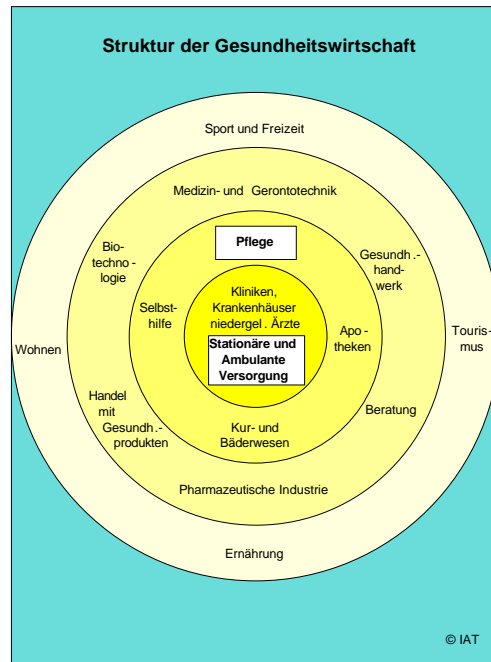 Struktur der Gesundheitswirtschaft
Sport und Freizeit
Medizin- und Gerontotechnik
Pflege
Bio-
techno-
logie
Gesundh.-
hand-
werk
Selbst-
hilfe
Kliniken,
Krankenhäuser
niedergel. Ärzte
Stationäre und
Ambulante
Versorgung
Apo-
theken
Wohnen
Touris-
mus
Handel
mit
Gesundh.-
produkten
Beratung
Kur- und
Bäderwesen
Pharmazeutische Industrie
Ernährung
© IAT